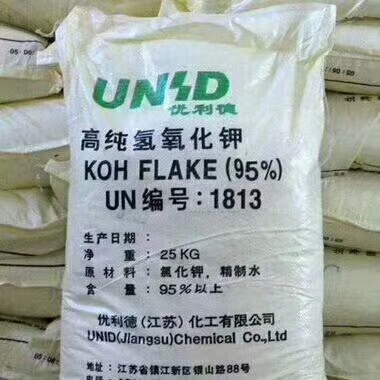 UNID
优利德
高纯氢氧化钾
KOH FLAKE (95%)
UN 编号: 1813
生产日期:
净 重: 25 KG
原 材 料: 氯化钾, 精制水
含 量: 95% 以上
优利德(江苏) 化工有限公司
UNID(Jiangsu)Chemical Co.,Ltd
地址: 江苏省镇江新区银山路88号